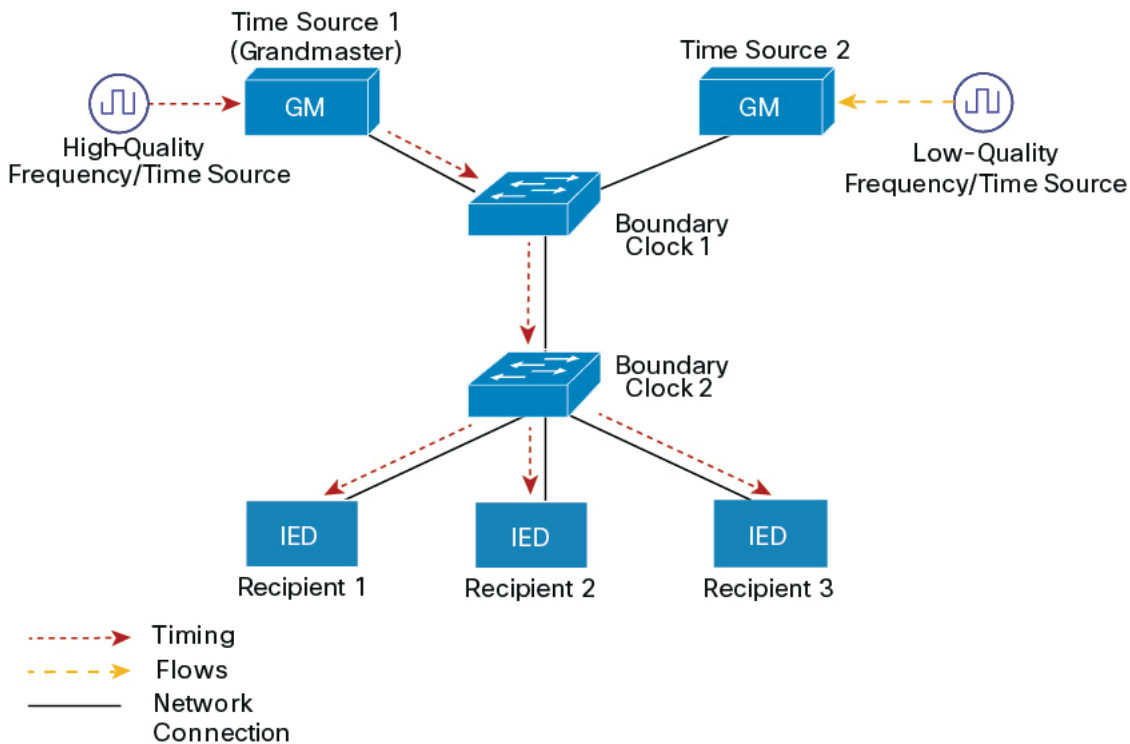 Time Source 1
(Grandmaster)
Time Source 2
GM
GM
High-Quality
Frequency/Time Source
Low-Quality
Frequency/Time Source
Boundary
Clock 1
Boundary
Clock 2
IED
IED
IED
Recipient 1
Recipient 2
Recipient 3
Timing
Flows
Network
Connection